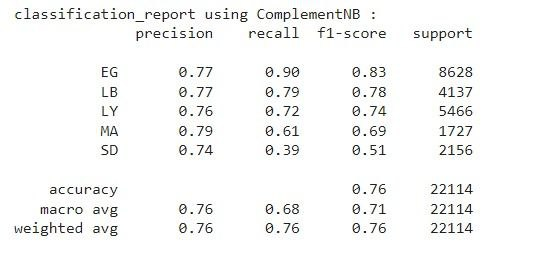 classification_report using ComplementNB :
precision recall f1-score support
EG 0.77 0.90 0.83 8628
LB 0.77 0.79 0.78 4137
LY 0.76 0.72 0.74 5466
MA 0.79 0.61 0.69 1727
SD 0.74 0.39 0.51 2156
accuracy 0.76 22114
macro avg 0.76 0.68 0.71 22114
weighted avg 0.76 0.76 0.76 22114